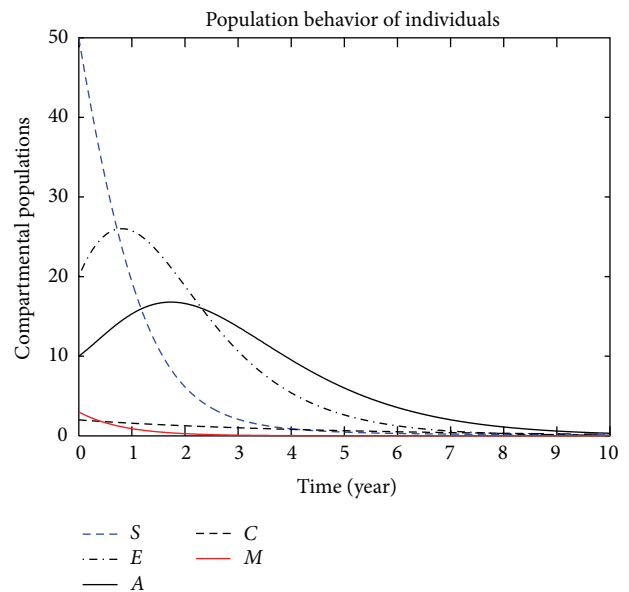 Population behavior of individuals
50
40
30
20
10
0
Compartmental populations
0 1 2 3 4 5 6 7 8 9 10
Time (year)
S C
E M
A